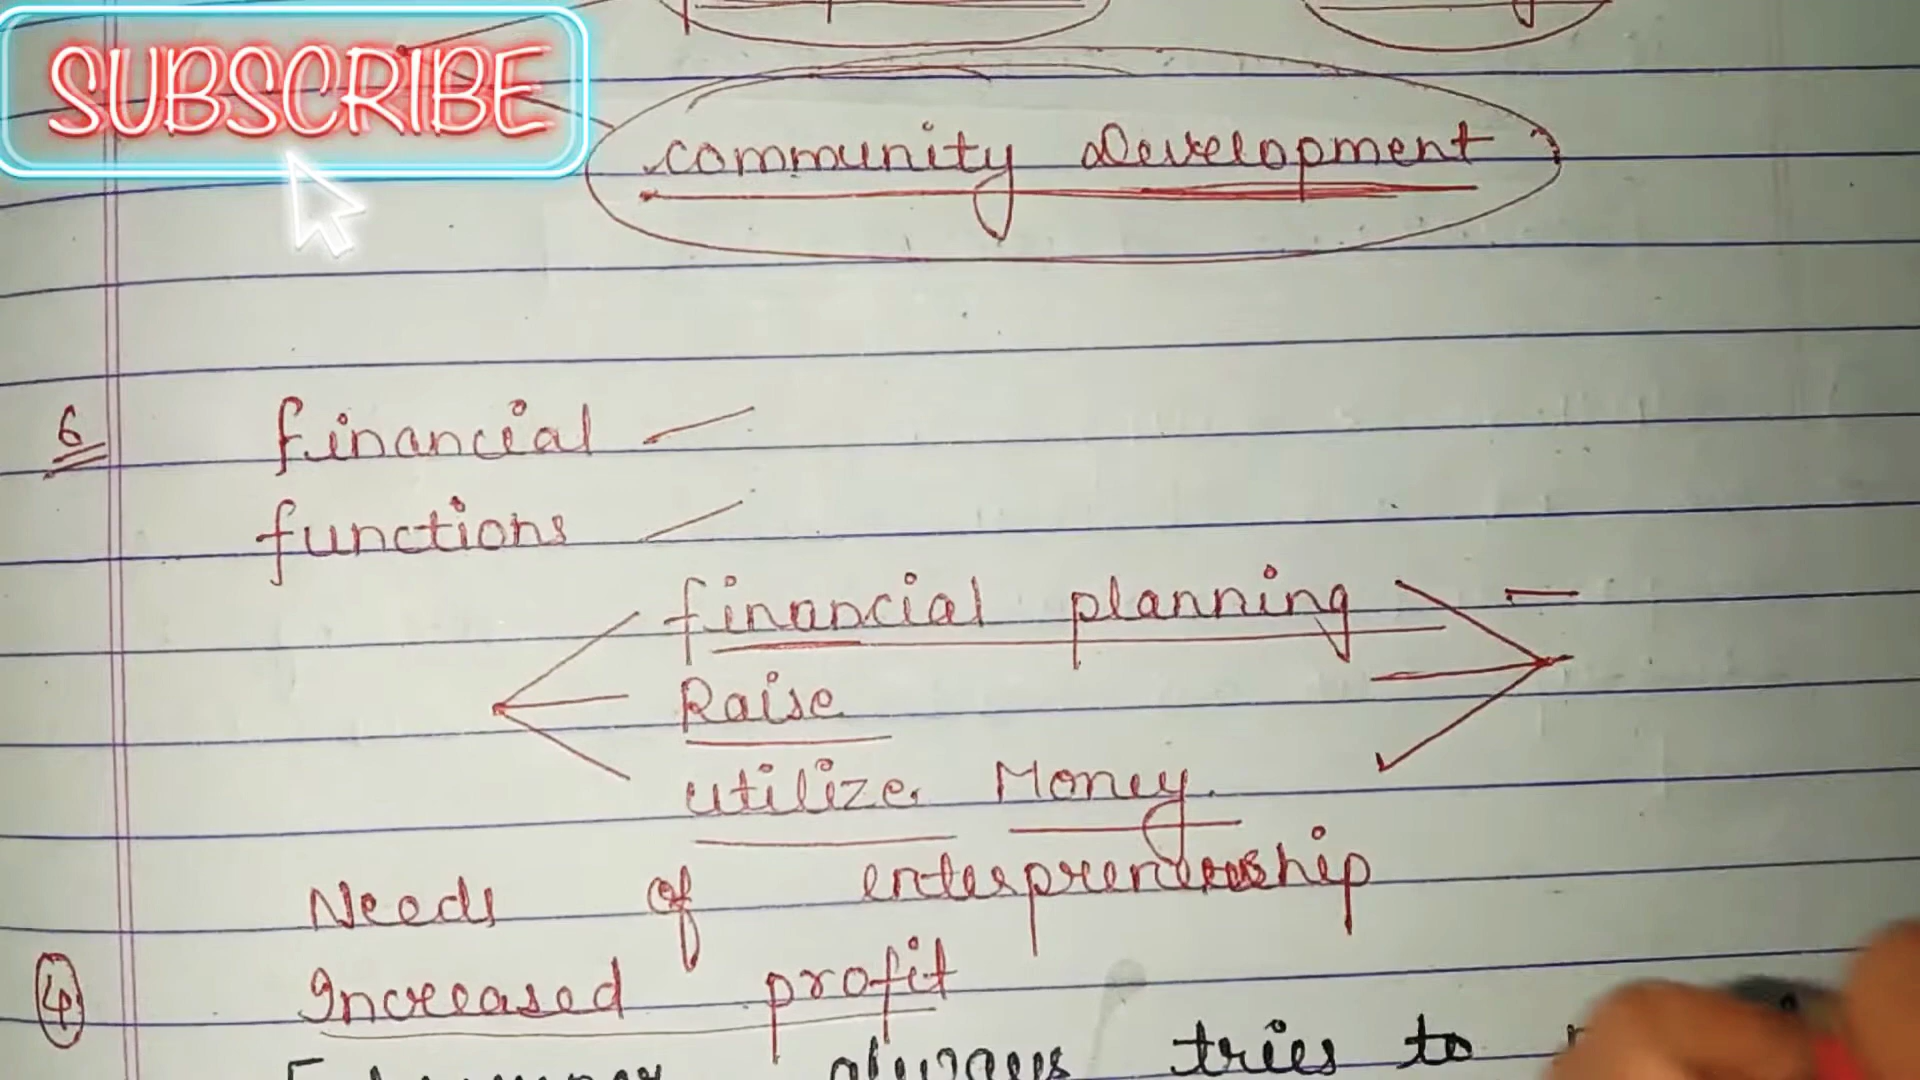 SUBSCRIBE
community development
6 financial
functions
financial planning
Raise
utilize Money.
Needs of enterpreneurship
④ Increased profit
always tries to